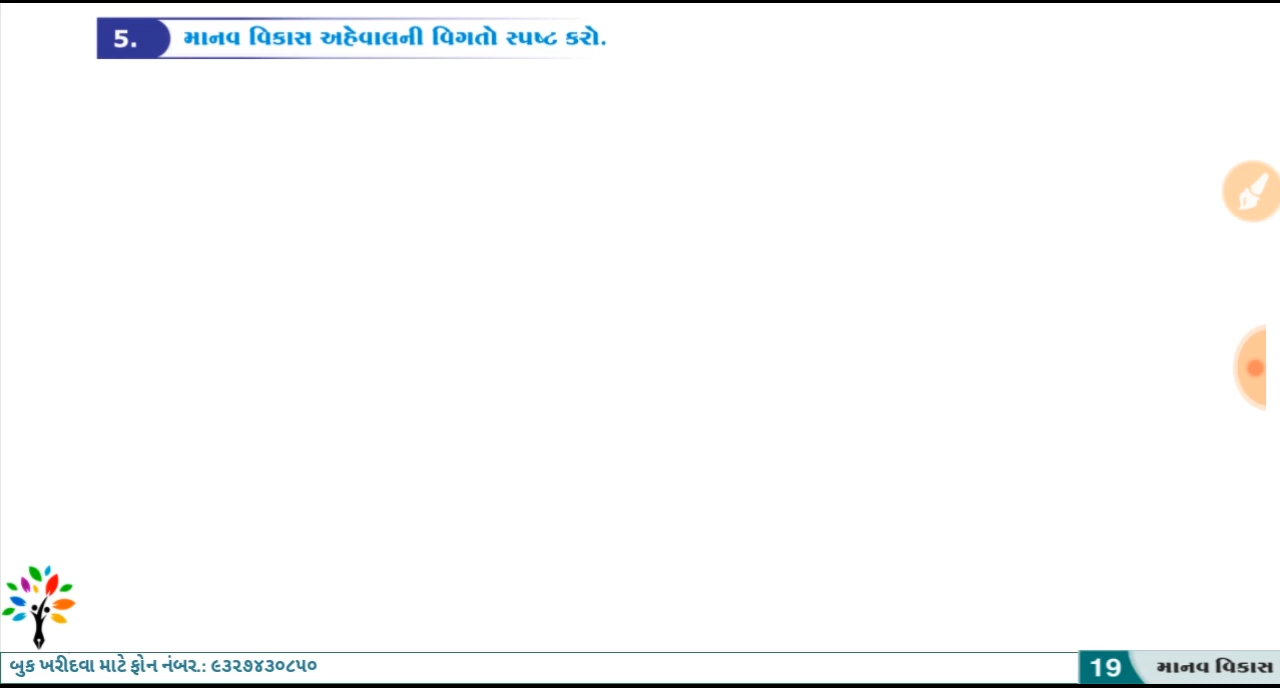 5. માનવ વિકાસ અહેવાલની વિગતો સ્પષ્ટ કરો.
બુક ખરીદવા માટે ફોન નંબર.: ૯૩૨૭૪૩૦૮૫૦
19 માનવ વિકાસ